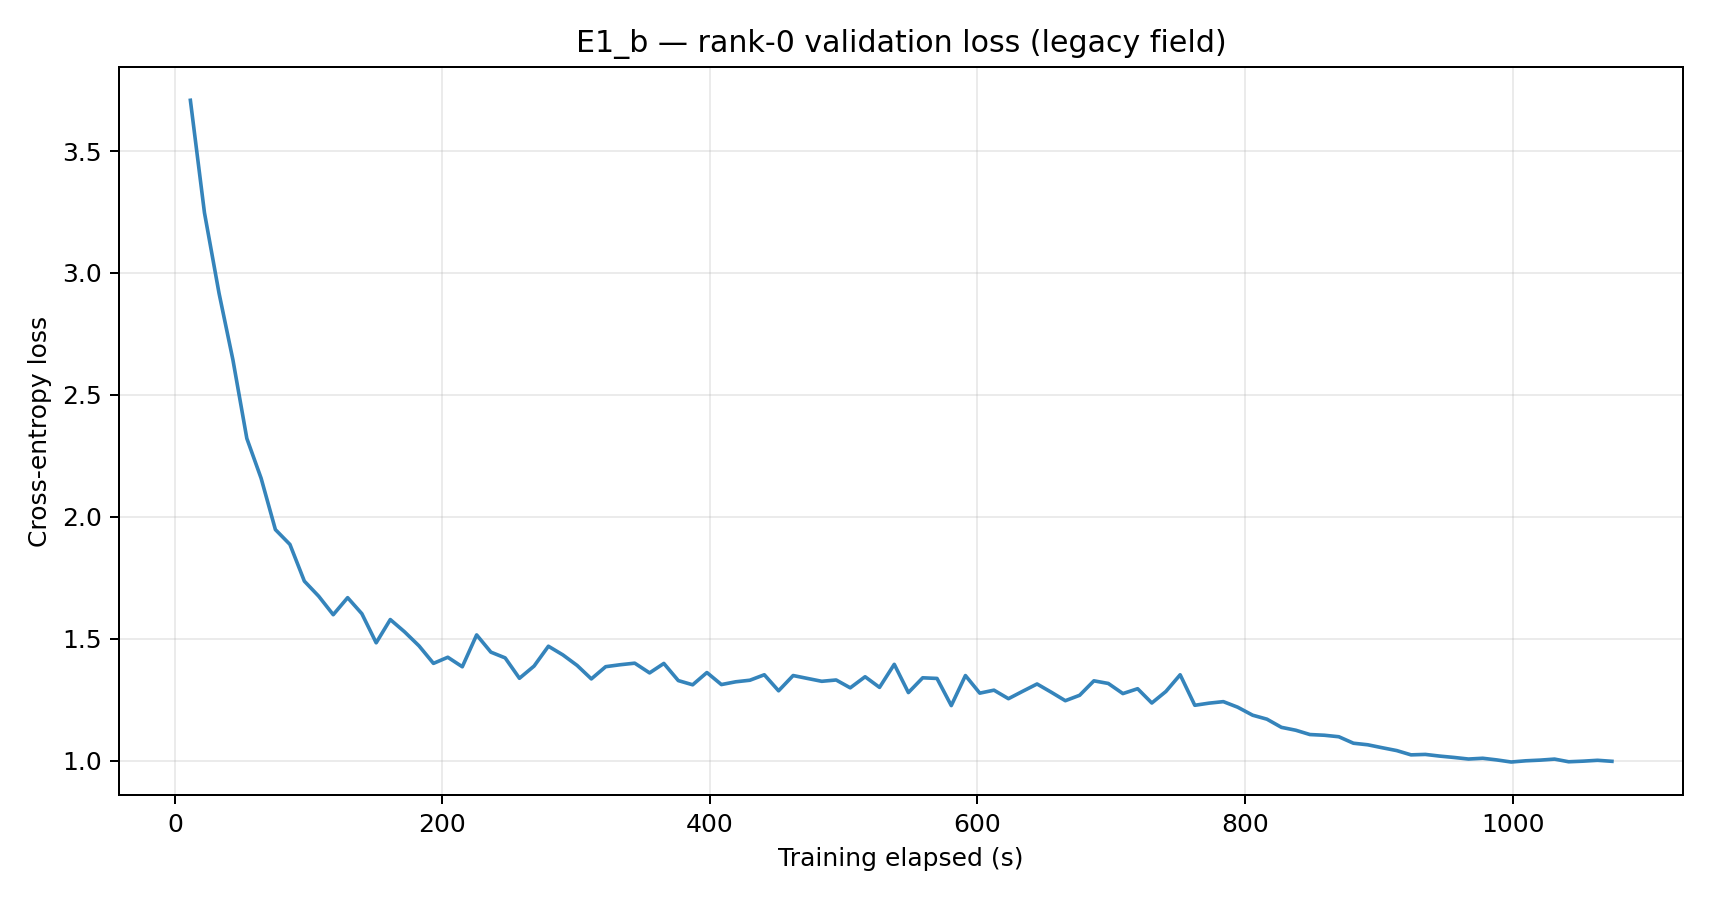 E1_b — rank-0 validation loss (legacy field)
Cross-entropy loss
3.5
3.0
2.5
2.0
1.5
1.0
0 200 400 600 800 1000
Training elapsed (s)